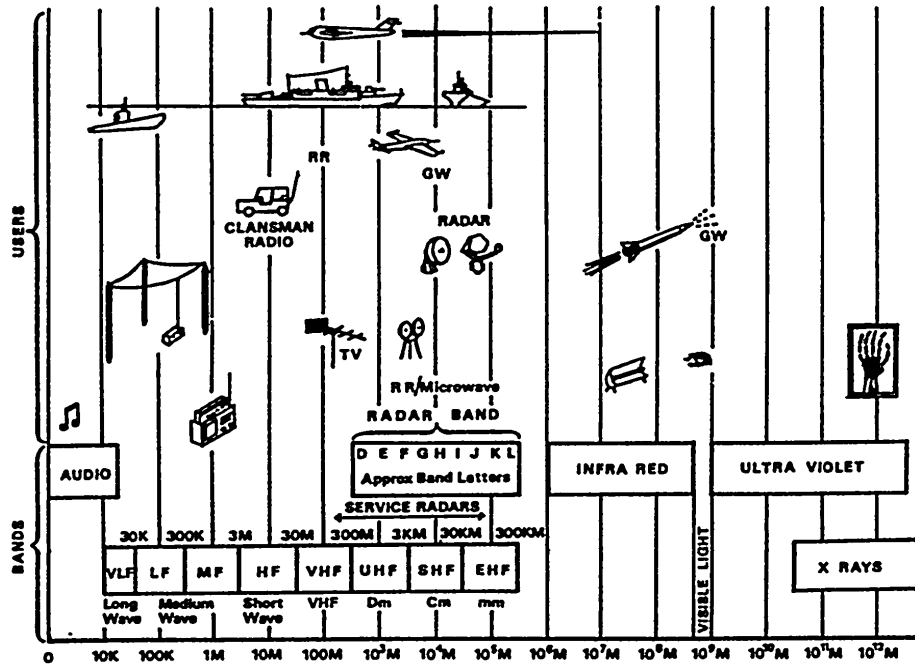 USERS
RR
GW
CLANSMAN
RADIO
RADAR
GW
TV
RR/Microwave
RADAR BAND
BANDS
AUDIO
D E F G H I J K L
Approx Band Letters
INFRA RED
ULTRA VIOLET
SERVICE RADARS
30K 300K 3M 30M 300M 3KM 30KM 300KM
VLF LF MF HF VHF UHF SHF EHF
X RAYS
VISIBLE LIGHT
Long
Wave
Medium
Wave
Short
Wave
VHF
Dm
Cm
mm
0 10K 100K 1M 10M 100M 10³M 10⁴M 10⁵M 10⁶M 10⁷M 10⁸M 10⁹M 10¹⁰M 10¹¹M 10¹²M